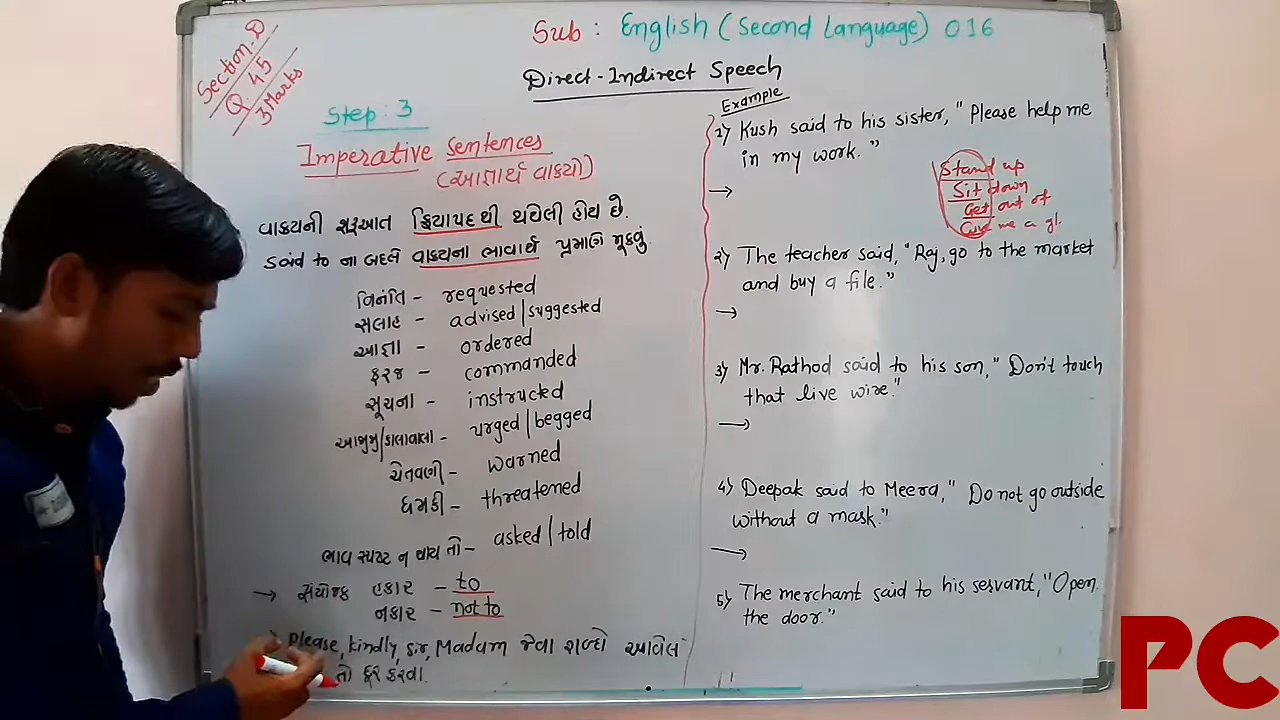 Section: D
Q. 45
3 Marks
Sub : English (Second Language) 016
Direct-Indirect Speech
Step: 3
Imperative Sentences
(આજ્ઞાર્થ વાક્યો)
વાક્યની શરૂઆત ક્રિયાપદથી થયેલી હોય છે.
said to ના બદલે વાક્યના ભાવાર્થ પ્રમાણે મૂકવું.
વિનંતિ - requested
સલાહ - advised/suggested
આજ્ઞા - ordered
ફરજ - commanded
સૂચના - instructed
આજીજી/કાલાવાલા - urged/begged
ચેતવણી - warned
ધમકી - threatened
ભાવ સ્પષ્ટ ન થાય તો - asked/told
→ સંયોજક હકાર - to
નકાર - not to
Please, kindly, sir, Madam જેવા શબ્દો આવેલ
તો દૂર કરવા.
Example
1) Kush said to his sister, "Please help me
in my work."
→
Stand up
Sit down
Get out of
Give me a gl.
2) The teacher said, "Raj, go to the market
and buy a file."
→
3) Mr. Rathod said to his son, "Don't touch
that live wire."
→
4) Deepak said to Meera, "Do not go outside
without a mask."
→
5) The merchant said to his servant, "Open
the door."
PC